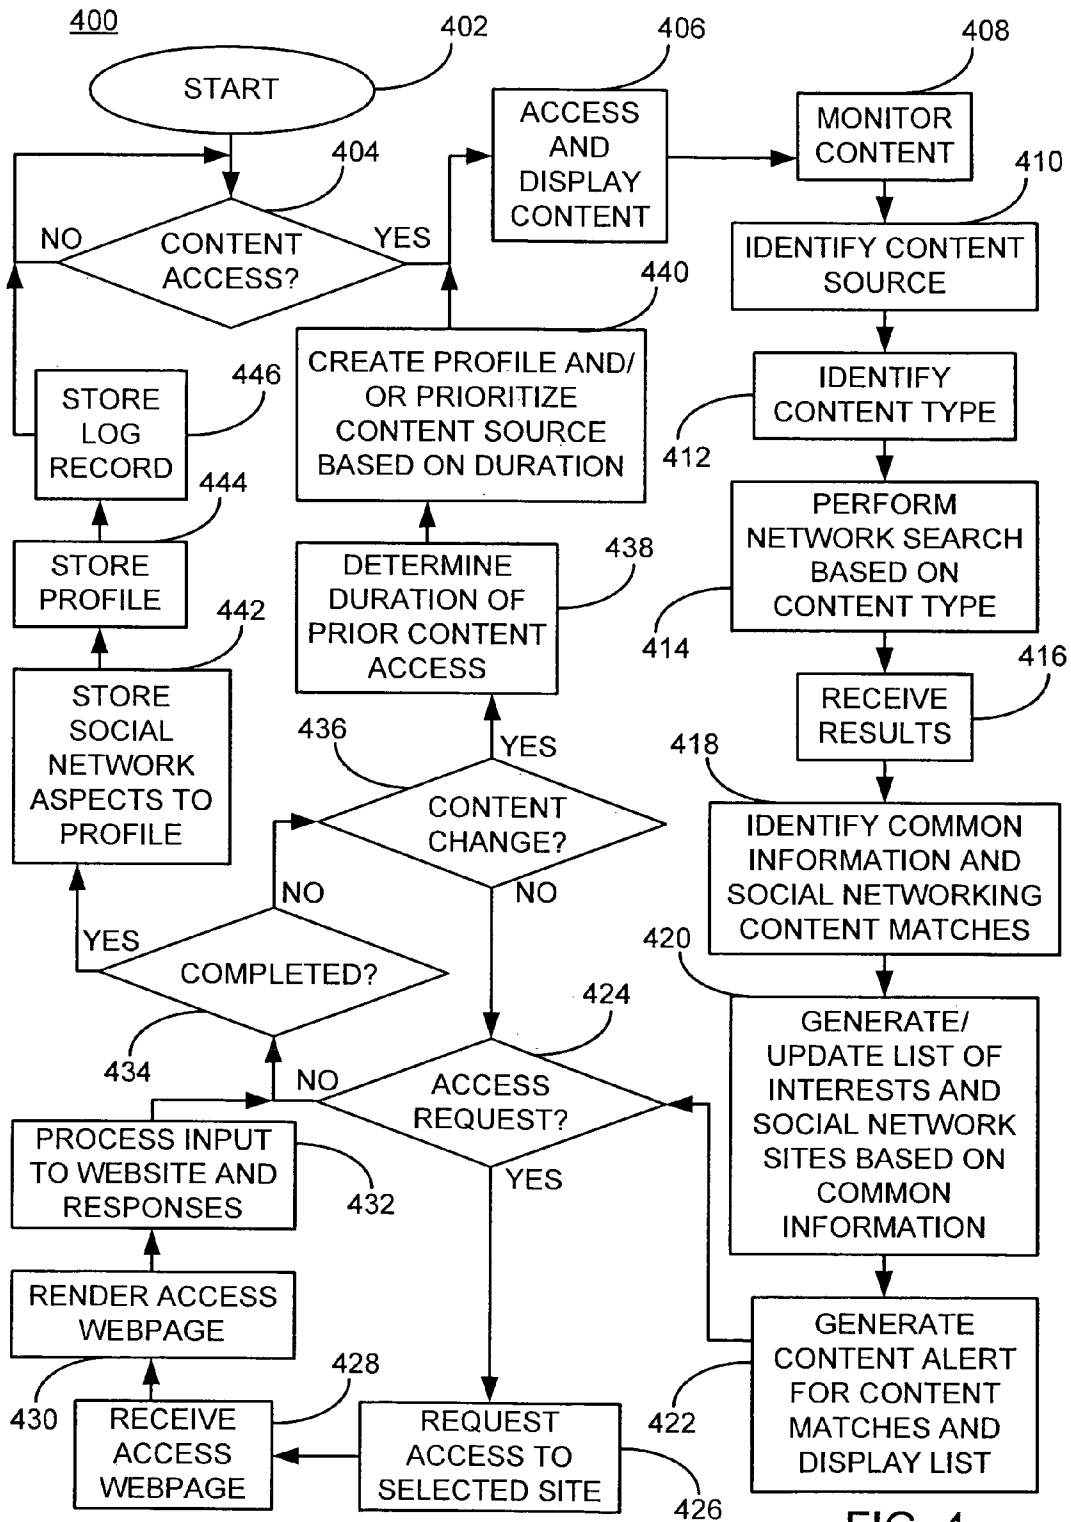 400
START
402
CONTENT
ACCESS?
404
NO
YES
ACCESS
AND
DISPLAY
CONTENT
406
MONITOR
CONTENT
408
IDENTIFY CONTENT
SOURCE
410
IDENTIFY
CONTENT TYPE
412
PERFORM
NETWORK SEARCH
BASED ON
CONTENT TYPE
414
RECEIVE
RESULTS
416
IDENTIFY COMMON
INFORMATION AND
SOCIAL NETWORKING
CONTENT MATCHES
418
GENERATE/
UPDATE LIST OF
INTERESTS AND
SOCIAL NETWORK
SITES BASED ON
COMMON
INFORMATION
420
GENERATE
CONTENT ALERT
FOR CONTENT
MATCHES AND
DISPLAY LIST
422
ACCESS
REQUEST?
424
NO
YES
REQUEST
ACCESS TO
SELECTED SITE
426
RECEIVE
ACCESS
WEBPAGE
428
RENDER ACCESS
WEBPAGE
430
PROCESS INPUT
TO WEBSITE AND
RESPONSES
432
COMPLETED?
434
YES
NO
CONTENT
CHANGE?
436
YES
NO
DETERMINE
DURATION OF
PRIOR CONTENT
ACCESS
438
CREATE PROFILE AND/
OR PRIORITIZE
CONTENT SOURCE
BASED ON DURATION
440
STORE
SOCIAL
NETWORK
ASPECTS TO
PROFILE
442
STORE
PROFILE
444
STORE
LOG
RECORD
446
FIG. 4